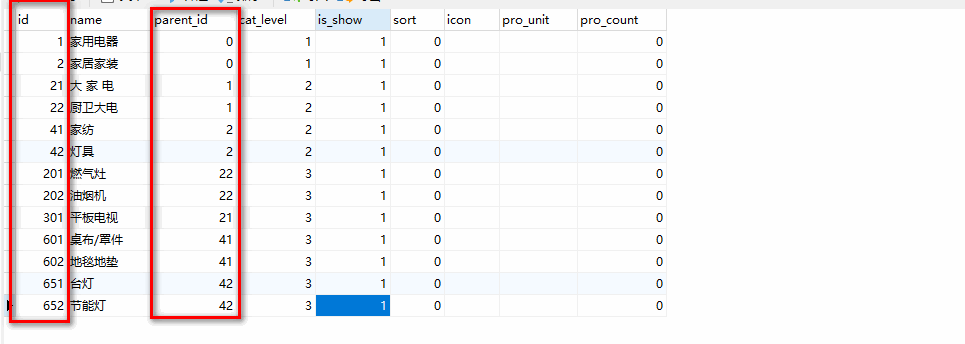 id name parent_id cat_level is_show sort icon pro_unit pro_count
1 家用电器 0 1 1 0 0
2 家居家装 0 1 1 0 0
21 大 家 电 1 2 1 0 0
22 厨卫大电 1 2 1 0 0
41 家纺 2 2 1 0 0
42 灯具 2 2 1 0 0
201 燃气灶 22 3 1 0 0
202 油烟机 22 3 1 0 0
301 平板电视 21 3 1 0 0
601 桌布/罩件 41 3 1 0 0
602 地毯地垫 41 3 1 0 0
651 台灯 42 3 1 0 0
652 节能灯 42 3 1 0 0